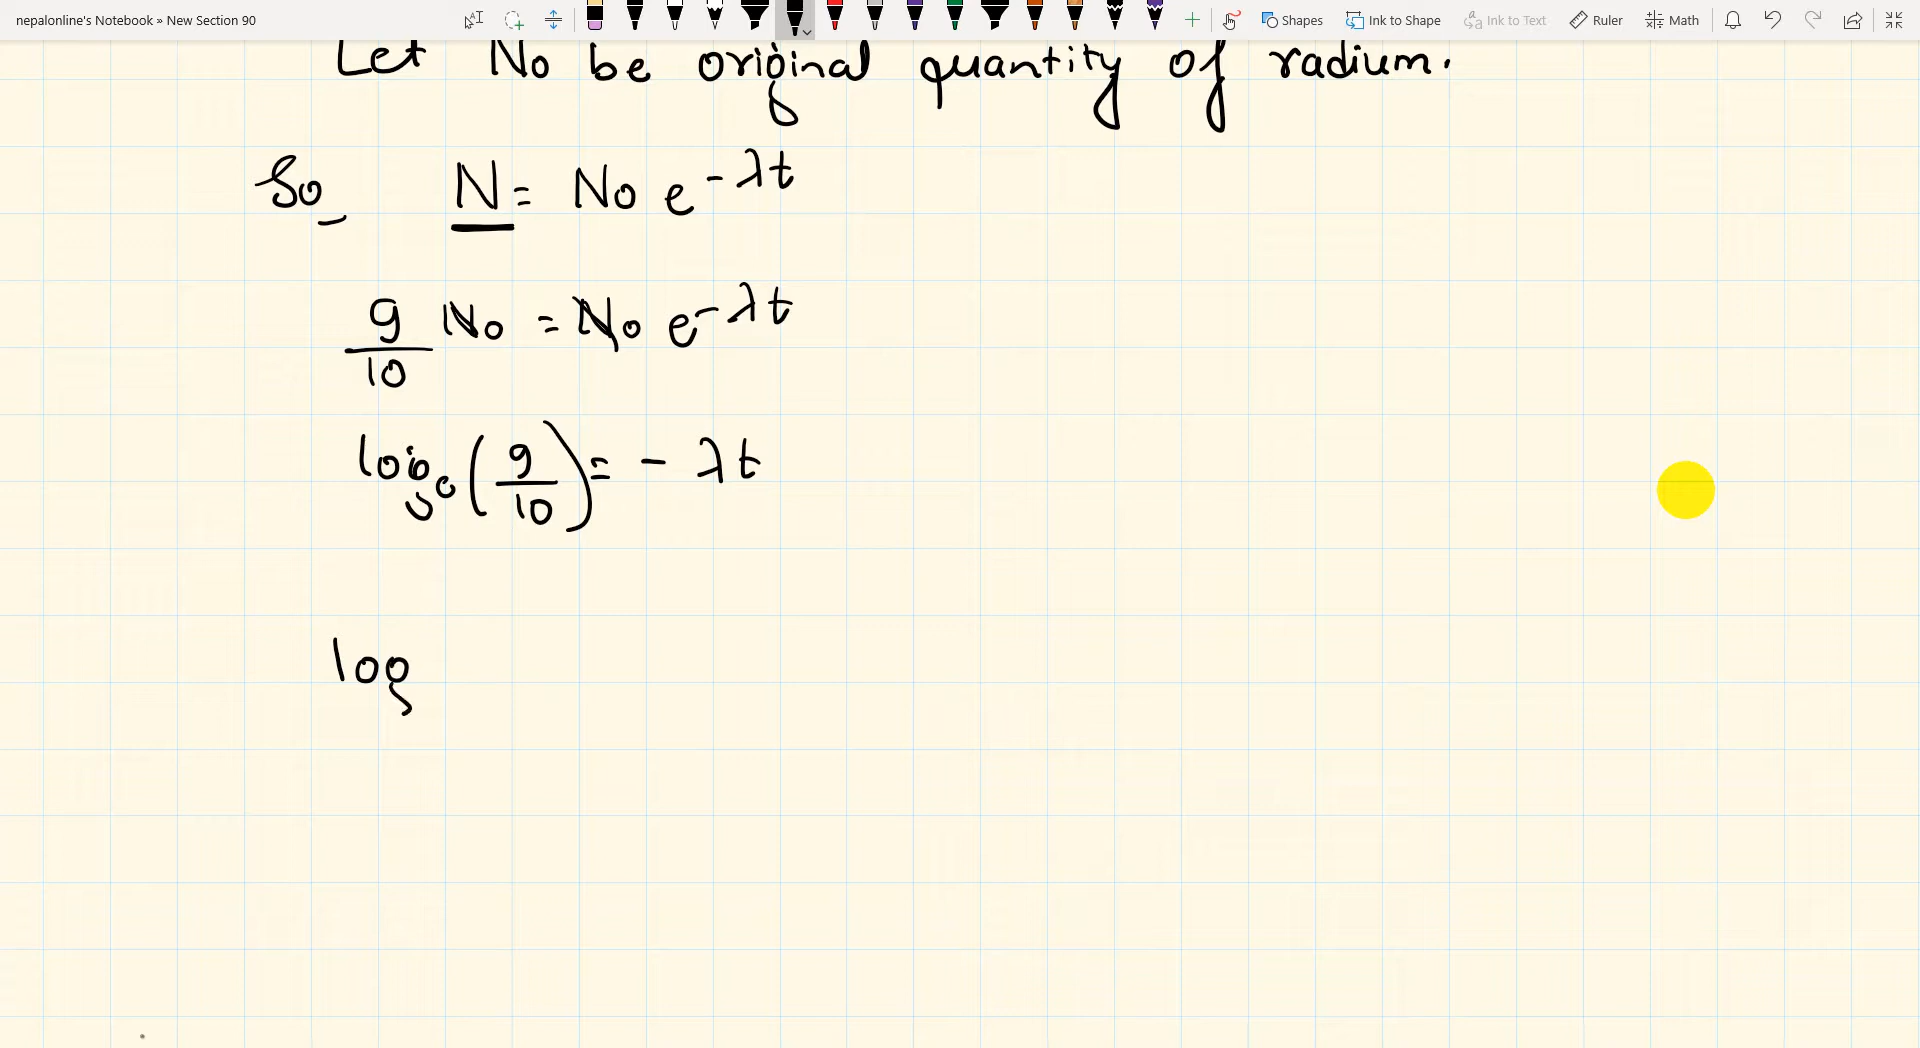 nepalonline's Notebook » New Section 90
Shapes Ink to Shape Ink to Text Ruler Math
Let No be original quantity of radium.
So N = No e^-λt
9/10 No = No e^-λt
log_e (9/10) = - λt
log